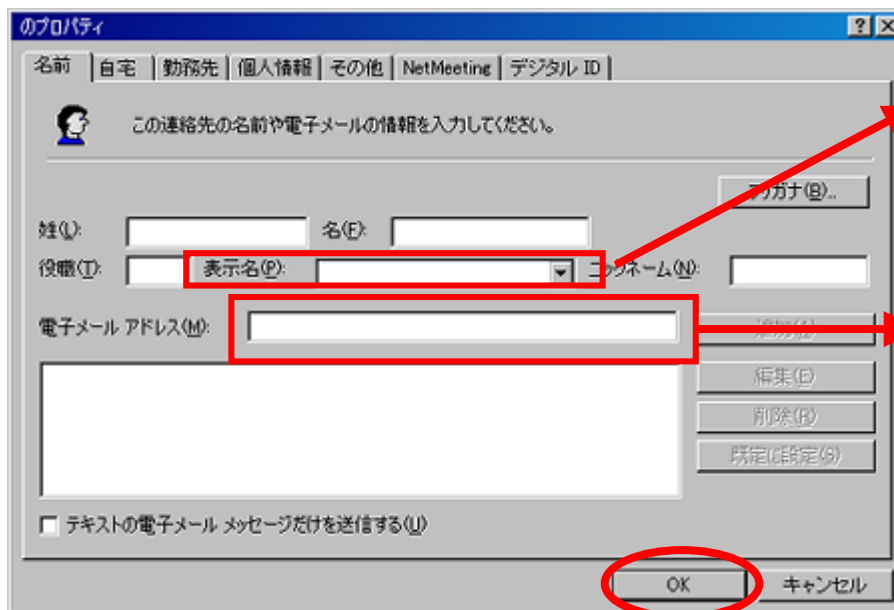 のプロパティ
名前 自宅 勤務先 個人情報 その他 NetMeeting デジタル ID
この連絡先の名前や電子メールの情報を入力してください。
フリガナ(B)...
姓(L): 名(F):
役職(T): 表示名(P): ニックネーム(N):
電子メール アドレス(M): 追加(A)
編集(E)
削除(R)
既定に設定(S)
テキストの電子メール メッセージだけを送信する(U)
OK キャンセル